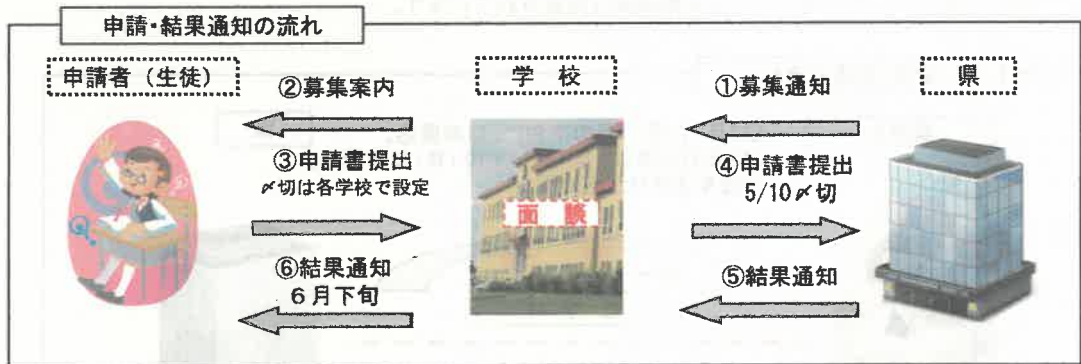 申請・結果通知の流れ
申請者（生徒）
学校
県
②募集案内
①募集通知
③申請書提出
〆切は各学校で設定
④申請書提出
5/10〆切
面談
⑥結果通知
６月下旬
⑤結果通知